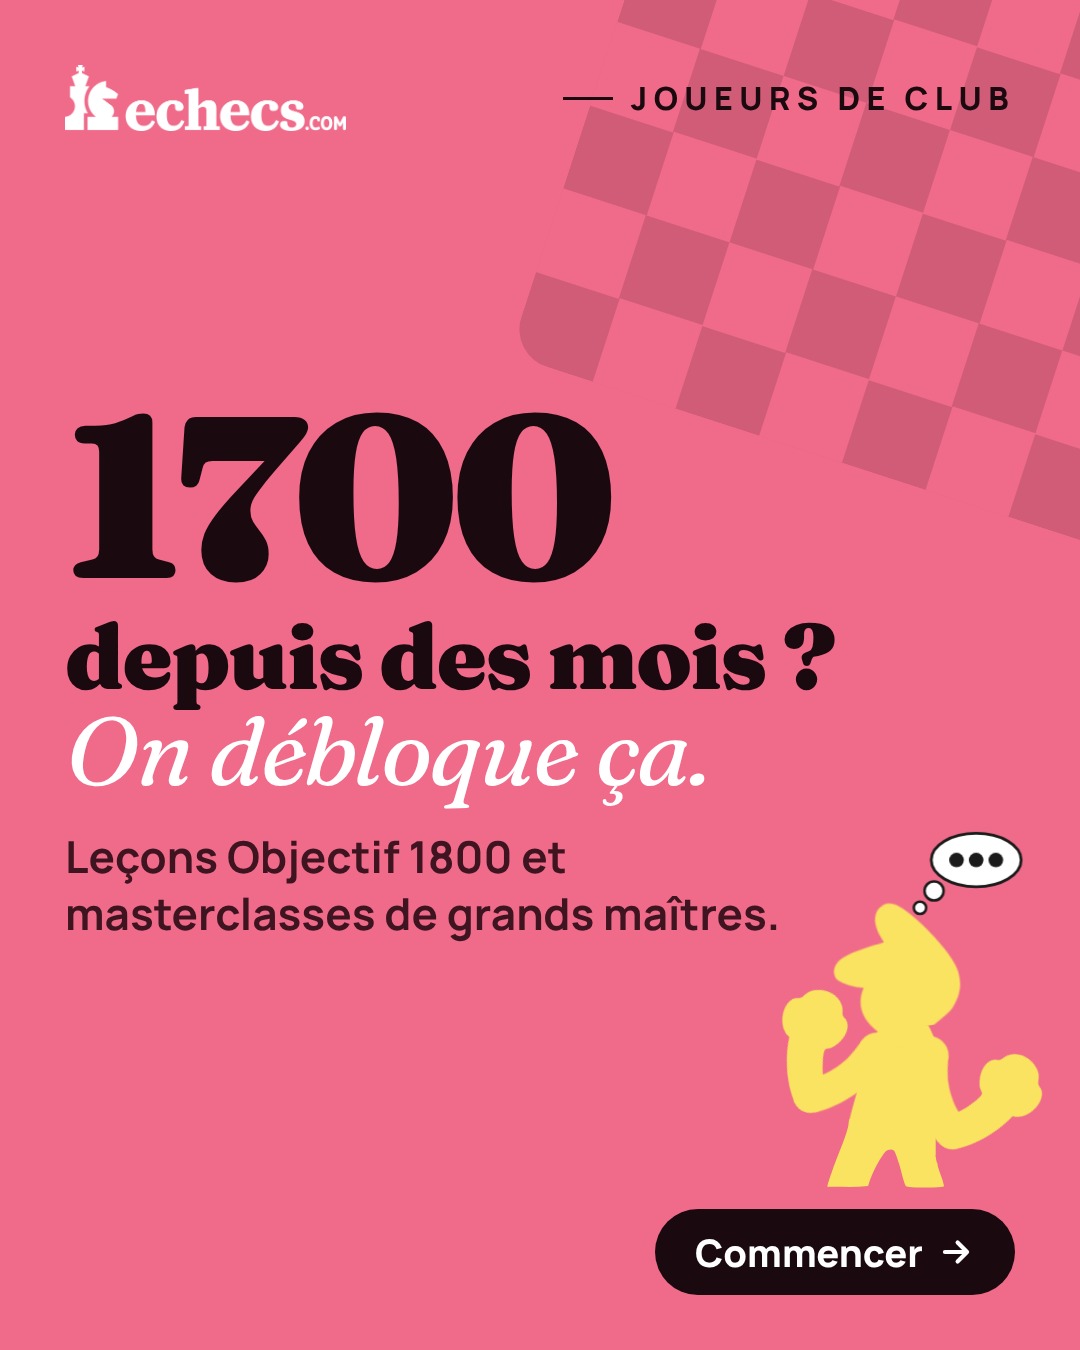 echecs.COM
JOUEURS DE CLUB
1700
depuis des mois ?
On débloque ça.
Leçons Objectif 1800 et
masterclasses de grands maîtres.
Commencer →